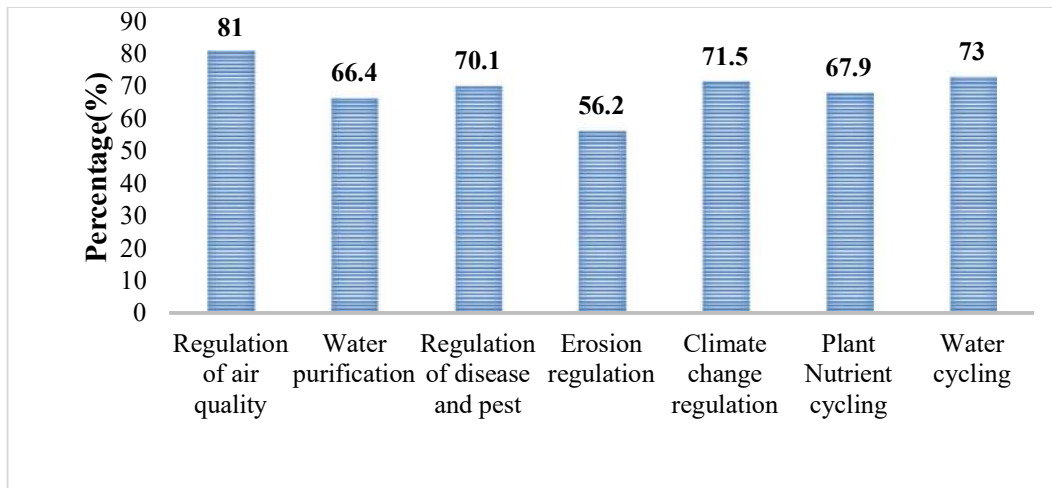 Percentage(%)
90
80
70
60
50
40
30
20
10
0
81
66.4
70.1
56.2
71.5
67.9
73
Regulation
of air
quality
Water
purification
Regulation
of disease
and pest
Erosion
regulation
Climate
change
regulation
Plant
Nutrient
cycling
Water
cycling